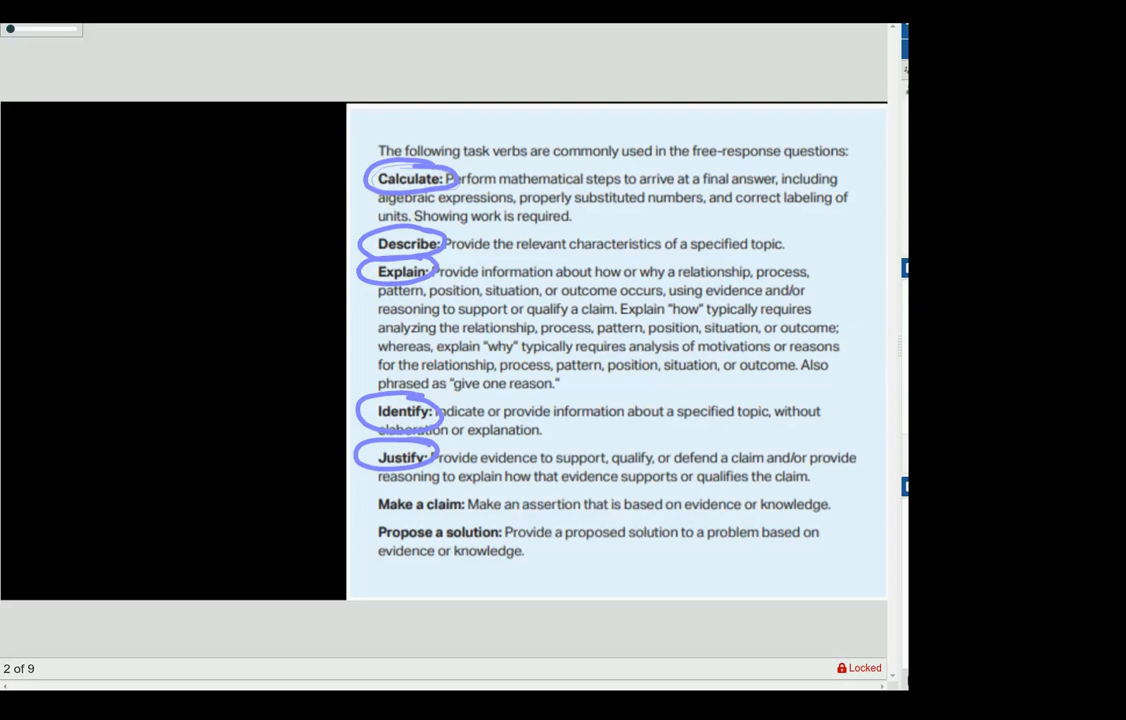 The following task verbs are commonly used in the free-response questions:
Calculate: Perform mathematical steps to arrive at a final answer, including
algebraic expressions, properly substituted numbers, and correct labeling of
units. Showing work is required.
Describe: Provide the relevant characteristics of a specified topic.
Explain: Provide information about how or why a relationship, process,
pattern, position, situation, or outcome occurs, using evidence and/or
reasoning to support or qualify a claim. Explain “how” typically requires
analyzing the relationship, process, pattern, position, situation, or outcome;
whereas, explain “why” typically requires analysis of motivations or reasons
for the relationship, process, pattern, position, situation, or outcome. Also
phrased as “give one reason.”
Identify: Indicate or provide information about a specified topic, without
elaboration or explanation.
Justify: Provide evidence to support, qualify, or defend a claim and/or provide
reasoning to explain how that evidence supports or qualifies the claim.
Make a claim: Make an assertion that is based on evidence or knowledge.
Propose a solution: Provide a proposed solution to a problem based on
evidence or knowledge.
2 of 9
Locked